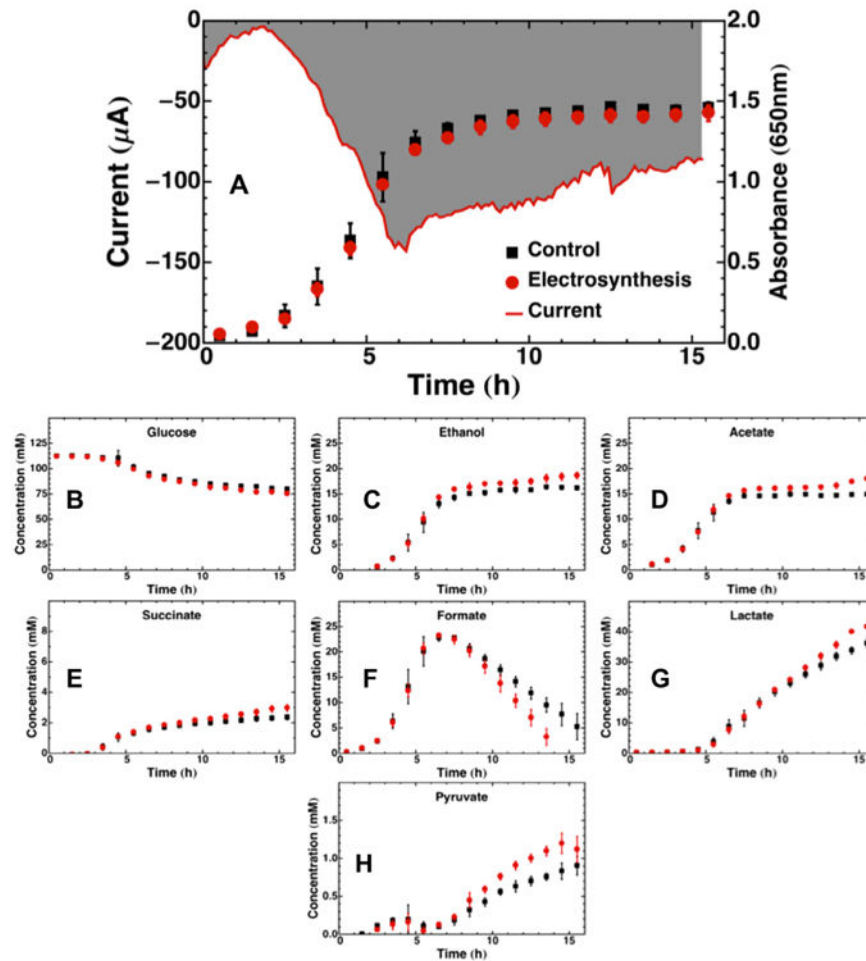 A
Current (μA)
0
−50
−100
−150
−200
Absorbance (650nm)
2.0
1.5
1.0
0.5
0.0
Control
Electrosynthesis
Current
0 5 10 15
Time (h)
Glucose
B
Concentration (mM)
125
100
75
50
25
0
0 5 10 15
Time (h)
Ethanol
C
Concentration (mM)
25
20
15
10
5
0
0 5 10 15
Time (h)
Acetate
D
Concentration (mM)
25
20
15
10
5
0
0 5 10 15
Time (h)
Succinate
E
Concentration (mM)
8
6
4
2
0
0 5 10 15
Time (h)
Formate
F
Concentration (mM)
25
20
15
10
5
0
0 5 10 15
Time (h)
Lactate
G
Concentration (mM)
40
30
20
10
0
0 5 10 15
Time (h)
Pyruvate
H
Concentration (mM)
1.5
1.0
0.5
0.0
0 5 10 15
Time (h)